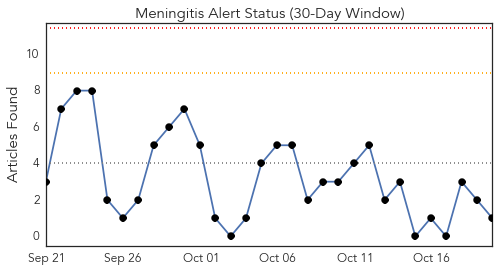 Meningitis Alert Status (30-Day Window)
Articles Found
10
8
6
4
2
0
Sep 21 Sep 26 Oct 01 Oct 06 Oct 11 Oct 16